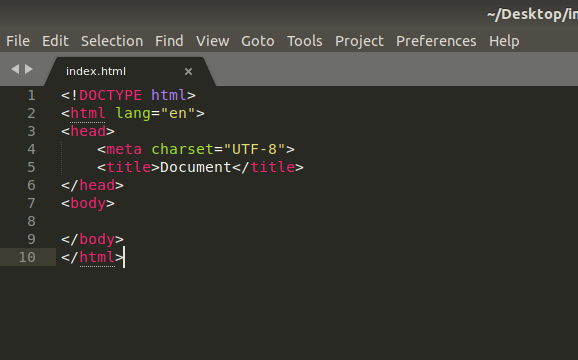 ~/Desktop/in
File Edit Selection Find View Goto Tools Project Preferences Help
index.html ×
1 <!DOCTYPE html>
2 <html lang="en">
3 <head>
4     <meta charset="UTF-8">
5     <title>Document</title>
6 </head>
7 <body>
8
9 </body>
10 </html>